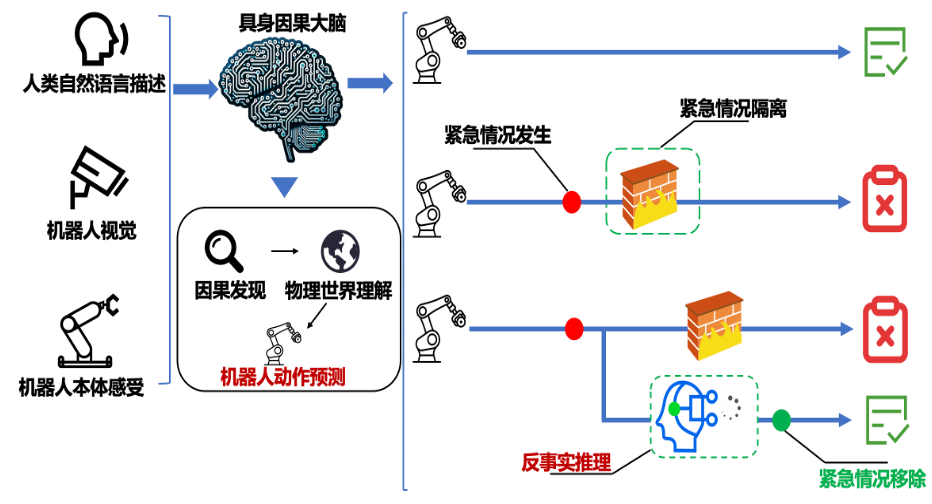 具身因果大脑
人类自然语言描述
紧急情况隔离
紧急情况发生
机器人视觉
因果发现
物理世界理解
机器人动作预测
机器人本体感受
反事实推理
紧急情况移除